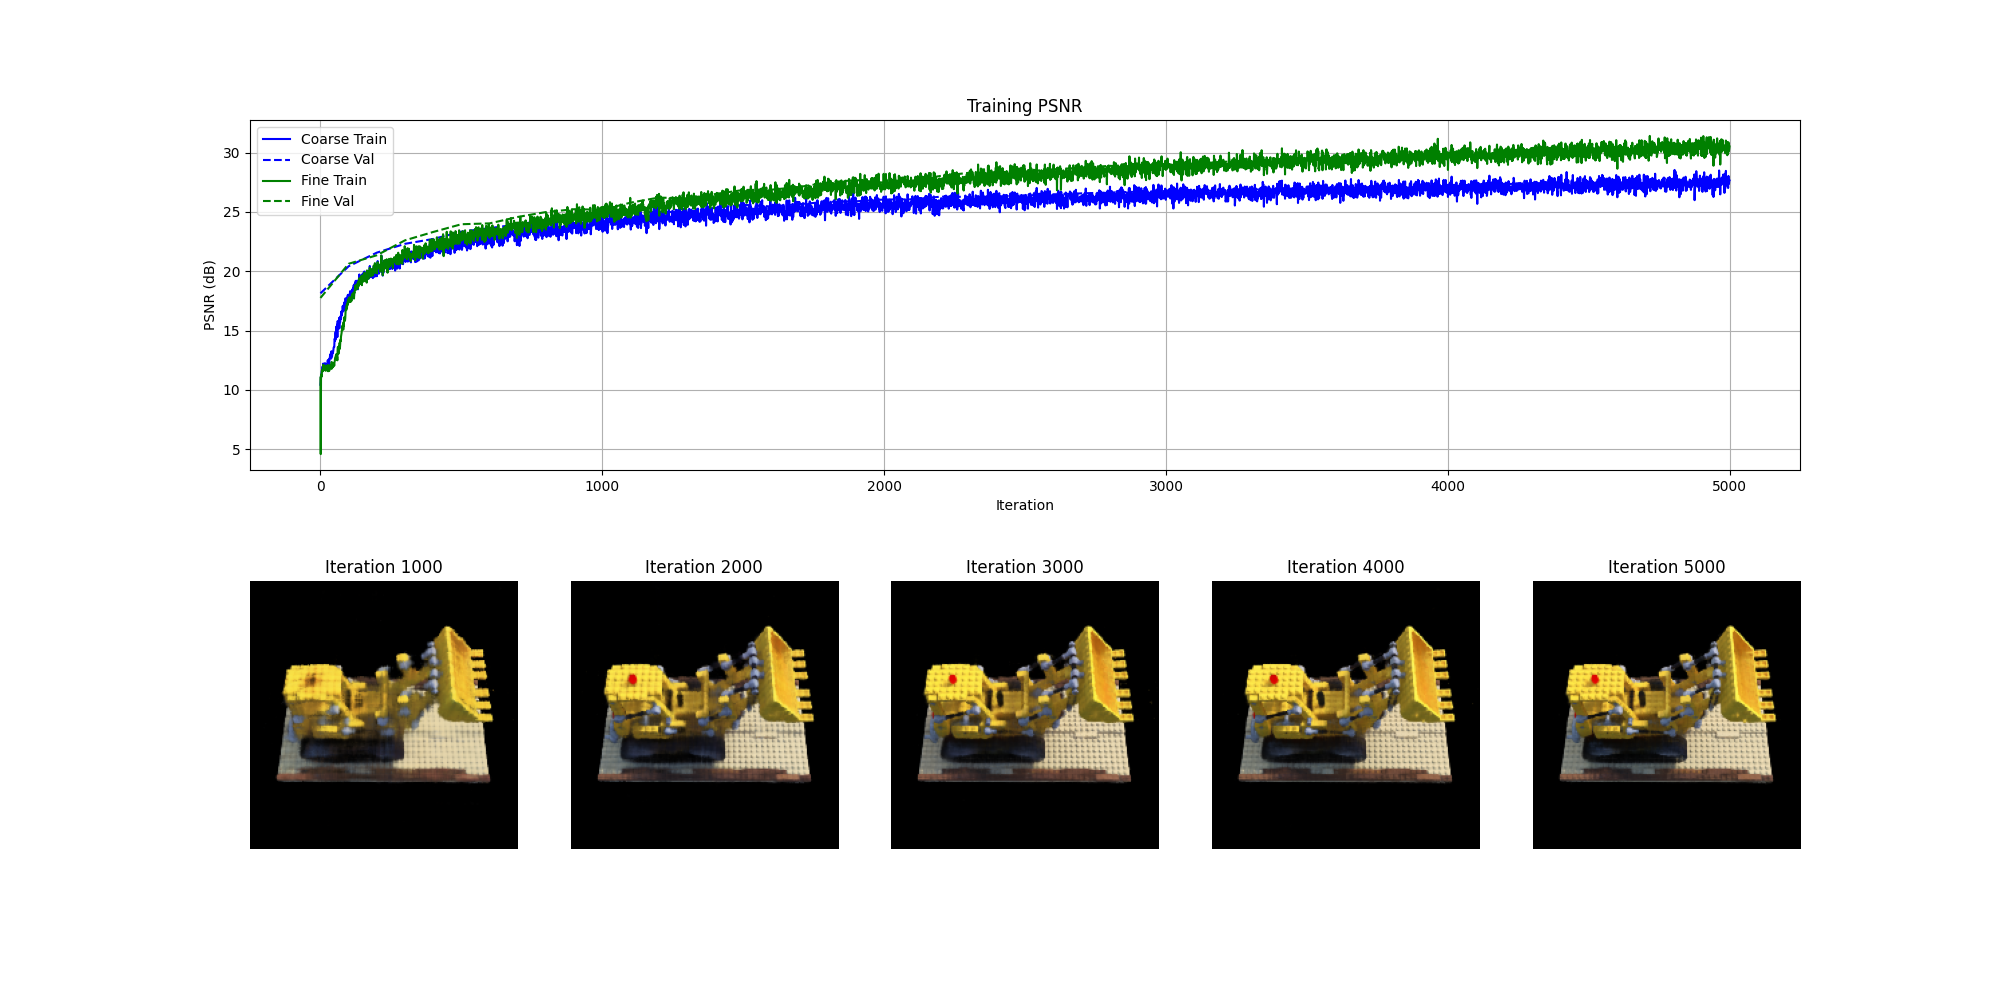 Training PSNR
Coarse Train
Coarse Val
Fine Train
Fine Val
PSNR (dB)
30
25
20
15
10
5
0 1000 2000 3000 4000 5000
Iteration
Iteration 1000 Iteration 2000 Iteration 3000 Iteration 4000 Iteration 5000